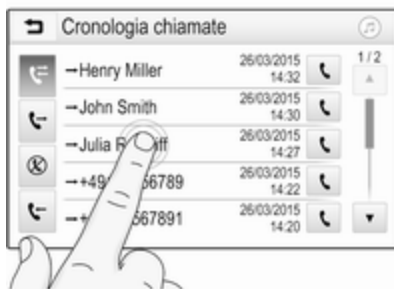 Cronologia chiamate
1/2
→Henry Miller 26/03/2015 14:32
→John Smith 26/03/2015 14:30
→Julia 26/03/2015 14:27
26/03/2015 14:22
26/03/2015 14:20